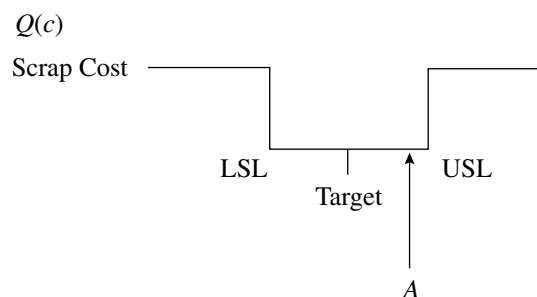 Q(c)
Scrap Cost
LSL
USL
Target
A